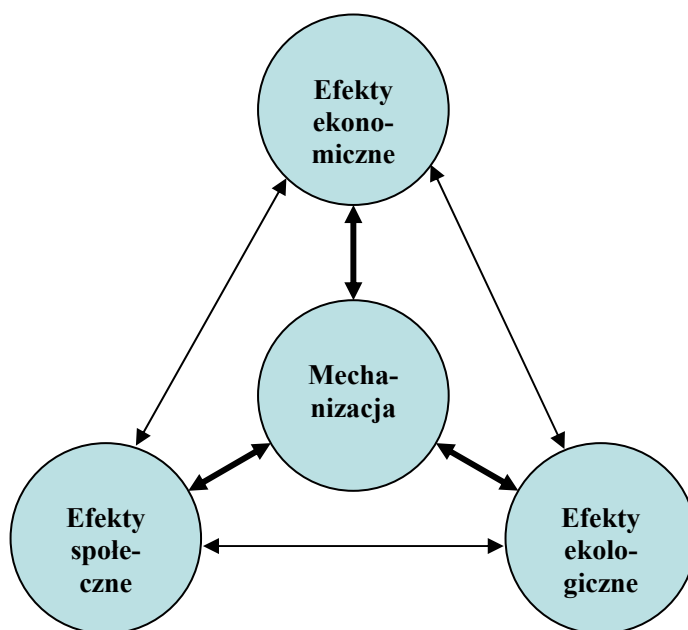 Efekty
ekono-
miczne
Mecha-
nizacja
Efekty
społe-
czne
Efekty
ekolo-
giczne